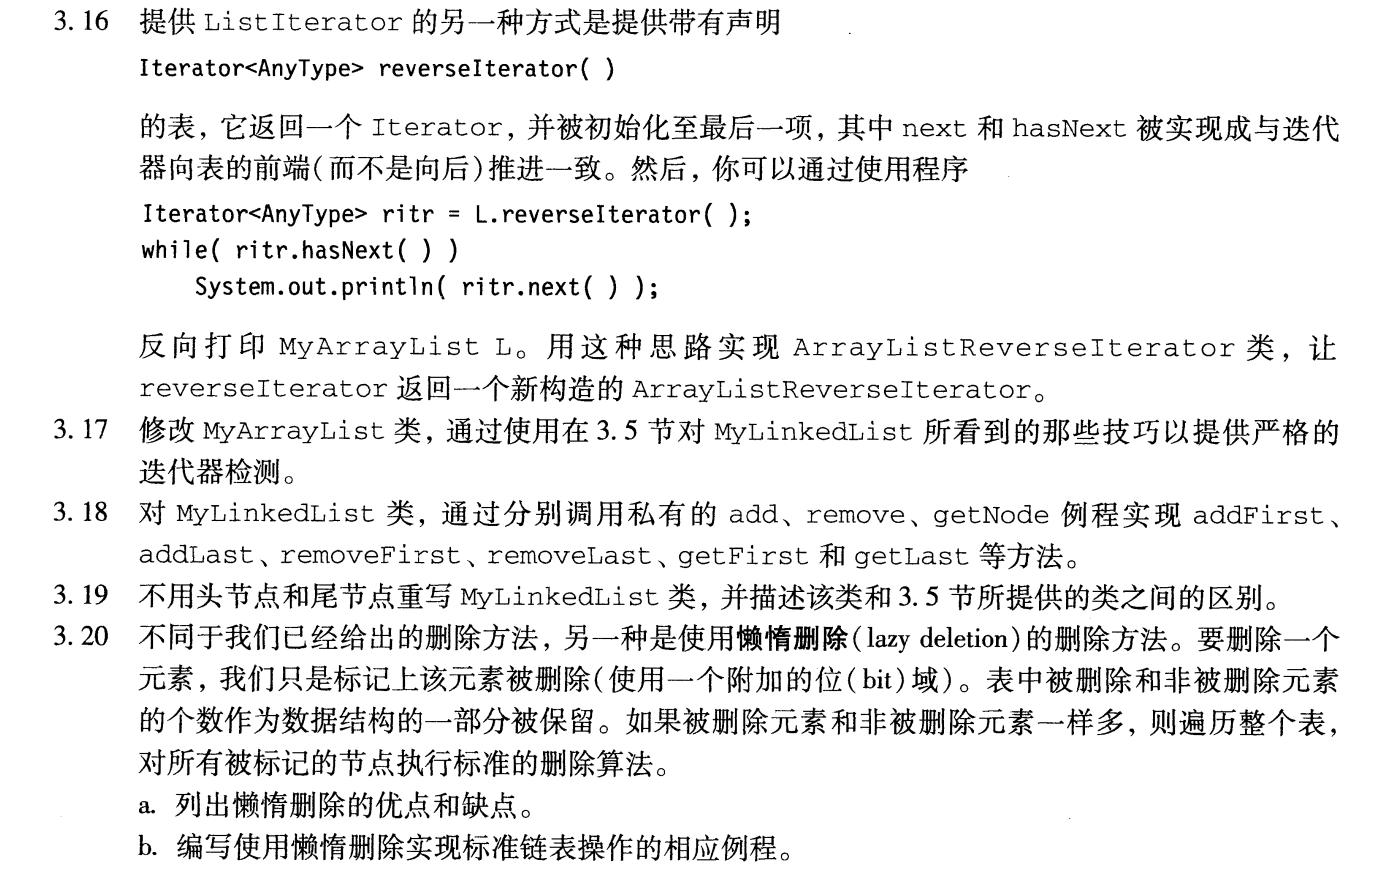 3.16 提供 ListIterator 的另一种方式是提供带有声明
Iterator<AnyType> reverseIterator( )
的表，它返回一个 Iterator，并被初始化至最后一项，其中 next 和 hasNext 被实现成与迭代
器向表的前端(而不是向后)推进一致。然后，你可以通过使用程序
Iterator<AnyType> ritr = L.reverseIterator( );
while( ritr.hasNext( ) )
System.out.println( ritr.next( ) );
反向打印 MyArrayList L。用这种思路实现 ArrayListReverseIterator 类，让
reverseIterator 返回一个新构造的 ArrayListReverseIterator。
3.17 修改 MyArrayList 类，通过使用在 3.5 节对 MyLinkedList 所看到的那些技巧以提供严格的
迭代器检测。
3.18 对 MyLinkedList 类，通过分别调用私有的 add、remove、getNode 例程实现 addFirst、
addLast、removeFirst、removeLast、getFirst 和 getLast 等方法。
3.19 不用头节点和尾节点重写 MyLinkedList 类，并描述该类和 3.5 节所提供的类之间的区别。
3.20 不同于我们已经给出的删除方法，另一种是使用懒惰删除(lazy deletion)的删除方法。要删除一个
元素，我们只是标记上该元素被删除(使用一个附加的位(bit)域)。表中被删除和非被删除元素
的个数作为数据结构的一部分被保留。如果被删除元素和非被删除元素一样多，则遍历整个表，
对所有被标记的节点执行标准的删除算法。
a. 列出懒惰删除的优点和缺点。
b. 编写使用懒惰删除实现标准链表操作的相应例程。